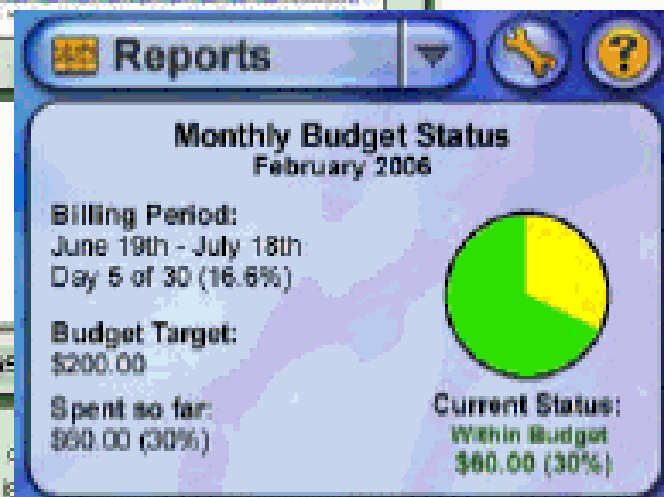 Reports
?
Monthly Budget Status
February 2006
Billing Period:
June 19th - July 18th
Day 5 of 30 (16.6%)
Budget Target:
$200.00
Spent so far:
$60.00 (30%)
Current Status:
Within Budget
$60.00 (30%)